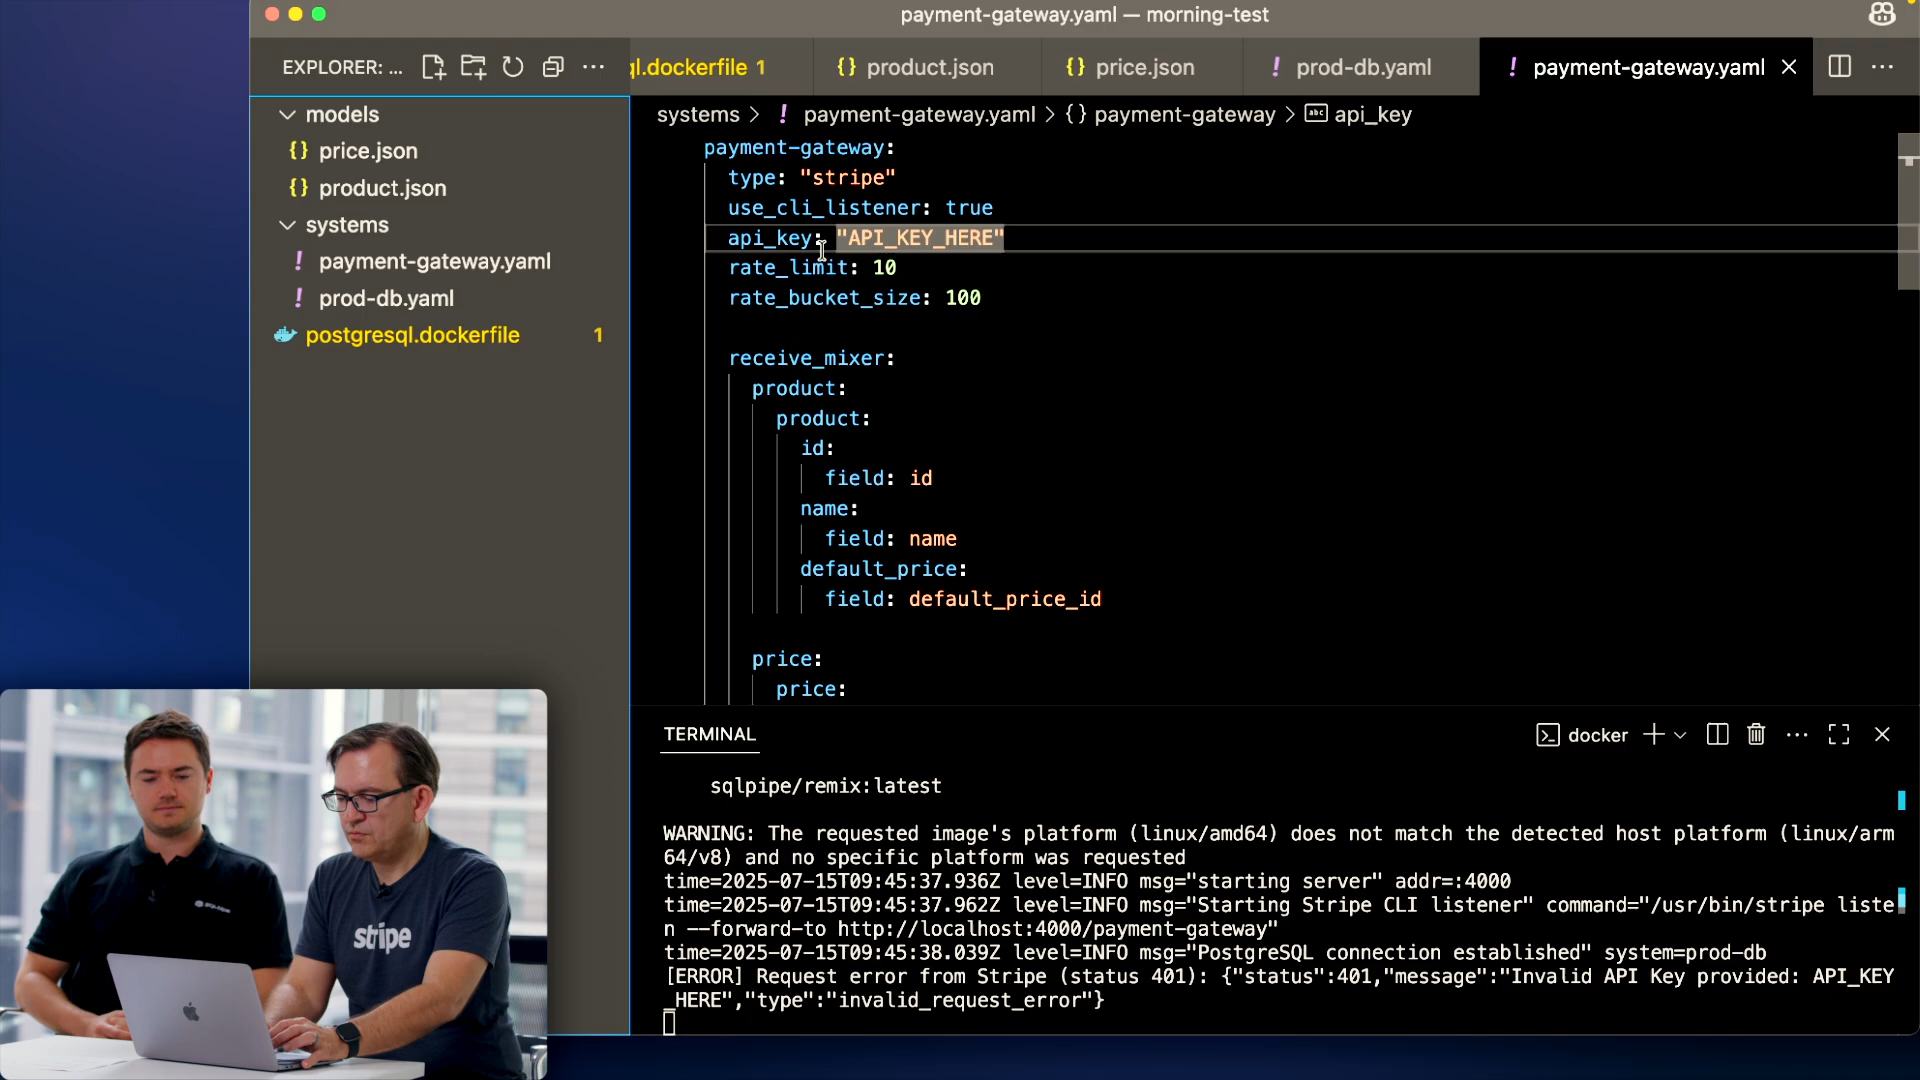 payment-gateway.yaml — morning-test
EXPLORER: ...
ql.dockerfile 1
{} product.json
{} price.json
! prod-db.yaml
! payment-gateway.yaml
models
{} price.json
{} product.json
systems
! payment-gateway.yaml
! prod-db.yaml
postgresql.dockerfile 1
systems > ! payment-gateway.yaml > {} payment-gateway > abc api_key
payment-gateway:
type: "stripe"
use_cli_listener: true
api_key: "API_KEY_HERE"
rate_limit: 10
rate_bucket_size: 100
receive_mixer:
product:
product:
id:
field: id
name:
field: name
default_price:
field: default_price_id
price:
price:
TERMINAL
docker
sqlpipe/remix:latest
WARNING: The requested image's platform (linux/amd64) does not match the detected host platform (linux/arm
64/v8) and no specific platform was requested
time=2025-07-15T09:45:37.936Z level=INFO msg="starting server" addr=:4000
time=2025-07-15T09:45:37.962Z level=INFO msg="Starting Stripe CLI listener" command="/usr/bin/stripe liste
n --forward-to http://localhost:4000/payment-gateway"
time=2025-07-15T09:45:38.039Z level=INFO msg="PostgreSQL connection established" system=prod-db
[ERROR] Request error from Stripe (status 401): {"status":401,"message":"Invalid API Key provided: API_KEY
_HERE","type":"invalid_request_error"}
stripe